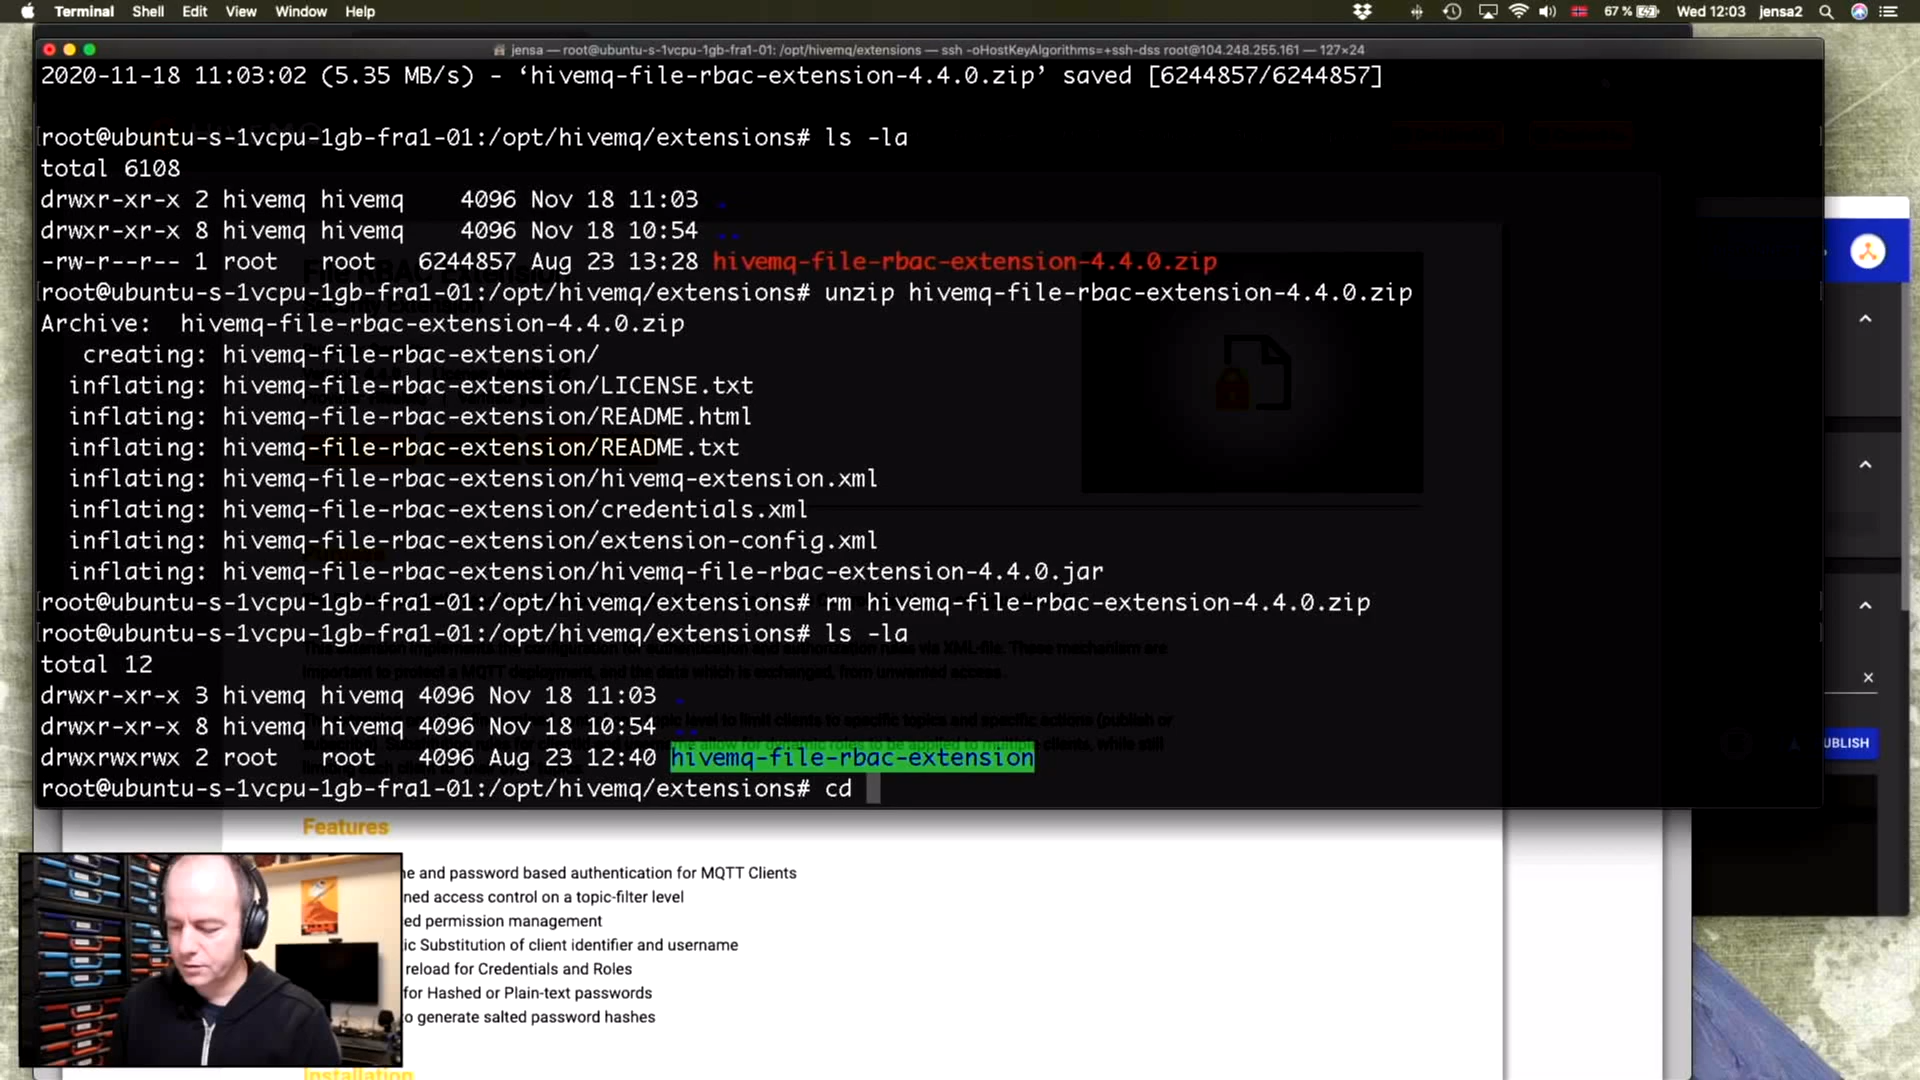 Terminal Shell Edit View Window Help 67 % Wed 12:03 jensa2
jensa — root@ubuntu-s-1vcpu-1gb-fra1-01: /opt/hivemq/extensions — ssh -oHostKeyAlgorithms=+ssh-dss root@104.248.255.161 — 127×24
2020-11-18 11:03:02 (5.35 MB/s) - ‘hivemq-file-rbac-extension-4.4.0.zip’ saved [6244857/6244857]
root@ubuntu-s-1vcpu-1gb-fra1-01:/opt/hivemq/extensions# ls -la
total 6108
drwxr-xr-x 2 hivemq hivemq    4096 Nov 18 11:03 .
drwxr-xr-x 8 hivemq hivemq    4096 Nov 18 10:54 ..
-rw-r--r-- 1 root   root   6244857 Aug 23 13:28 hivemq-file-rbac-extension-4.4.0.zip
root@ubuntu-s-1vcpu-1gb-fra1-01:/opt/hivemq/extensions# unzip hivemq-file-rbac-extension-4.4.0.zip
Archive:  hivemq-file-rbac-extension-4.4.0.zip
creating: hivemq-file-rbac-extension/
inflating: hivemq-file-rbac-extension/LICENSE.txt
inflating: hivemq-file-rbac-extension/README.html
inflating: hivemq-file-rbac-extension/README.txt
inflating: hivemq-file-rbac-extension/hivemq-extension.xml
inflating: hivemq-file-rbac-extension/credentials.xml
inflating: hivemq-file-rbac-extension/extension-config.xml
inflating: hivemq-file-rbac-extension/hivemq-file-rbac-extension-4.4.0.jar
root@ubuntu-s-1vcpu-1gb-fra1-01:/opt/hivemq/extensions# rm hivemq-file-rbac-extension-4.4.0.zip
root@ubuntu-s-1vcpu-1gb-fra1-01:/opt/hivemq/extensions# ls -la
total 12
drwxr-xr-x 3 hivemq hivemq 4096 Nov 18 11:03 .
drwxr-xr-x 8 hivemq hivemq 4096 Nov 18 10:54 ..
drwxrwxrwx 2 root   root   4096 Aug 23 12:40 hivemq-file-rbac-extension
root@ubuntu-s-1vcpu-1gb-fra1-01:/opt/hivemq/extensions# cd
UBLISH
Features
e and password based authentication for MQTT Clients
ned access control on a topic-filter level
ed permission management
ic Substitution of client identifier and username
reload for Credentials and Roles
for Hashed or Plain-text passwords
o generate salted password hashes
Installation